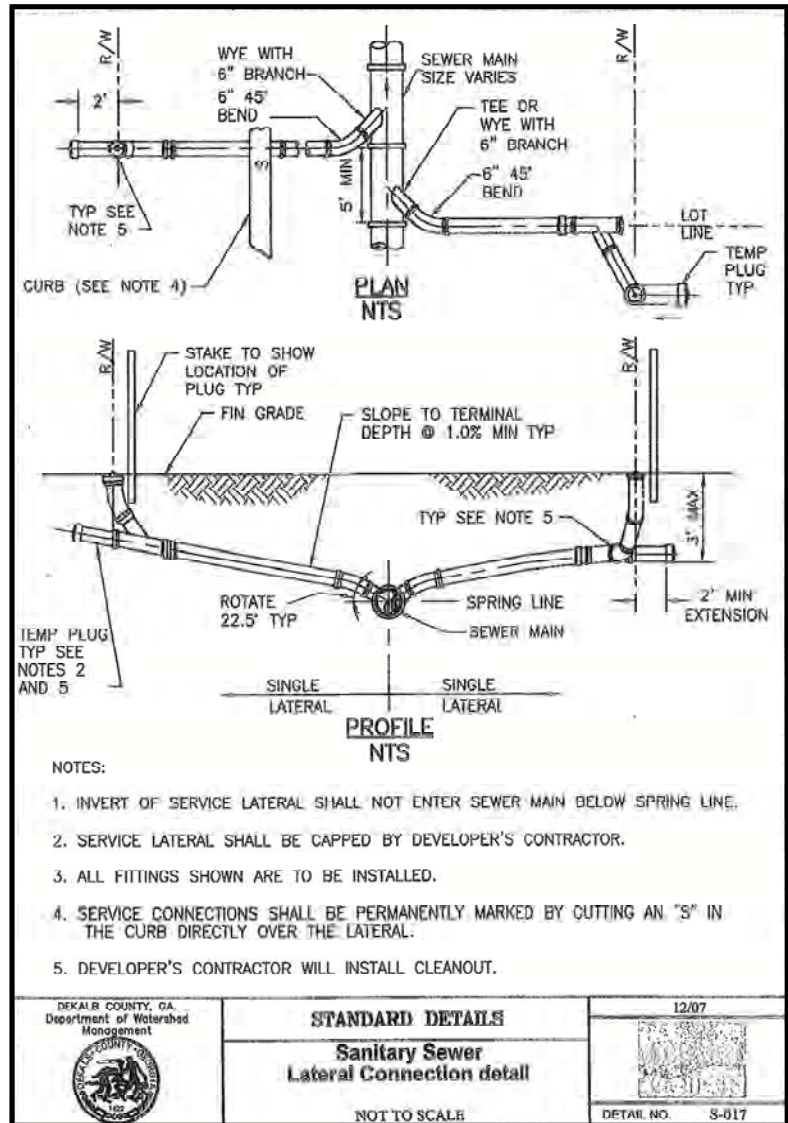 R/W
WYE WITH
6" BRANCH
6" 45°
BEND
SEWER MAIN
SIZE VARIES
R/W
2'
TEE OR
WYE WITH
6" BRANCH
6" 45°
BEND
5' MIN
S
TYP SEE
NOTE 5
LOT
LINE
TEMP
PLUG
TYP
CURB (SEE NOTE 4)
PLAN
NTS
R/W
STAKE TO SHOW
LOCATION OF
PLUG TYP
FIN GRADE
SLOPE TO TERMINAL
DEPTH @ 1.0% MIN TYP
R/W
TYP SEE NOTE 5
3' MAX
ROTATE
22.5° TYP
SPRING LINE
SEWER MAIN
2' MIN
EXTENSION
TEMP PLUG
TYP SEE
NOTES 2
AND 5
SINGLE
LATERAL
SINGLE
LATERAL
PROFILE
NTS
NOTES:
1. INVERT OF SERVICE LATERAL SHALL NOT ENTER SEWER MAIN BELOW SPRING LINE.
2. SERVICE LATERAL SHALL BE CAPPED BY DEVELOPER'S CONTRACTOR.
3. ALL FITTINGS SHOWN ARE TO BE INSTALLED.
4. SERVICE CONNECTIONS SHALL BE PERMANENTLY MARKED BY CUTTING AN "S" IN
THE CURB DIRECTLY OVER THE LATERAL.
5. DEVELOPER'S CONTRACTOR WILL INSTALL CLEANOUT.
DEKALB COUNTY, GA.
Department of Watershed
Management
STANDARD DETAILS
Sanitary Sewer
Lateral Connection detail
NOT TO SCALE
12/07
DETAIL NO. S-017